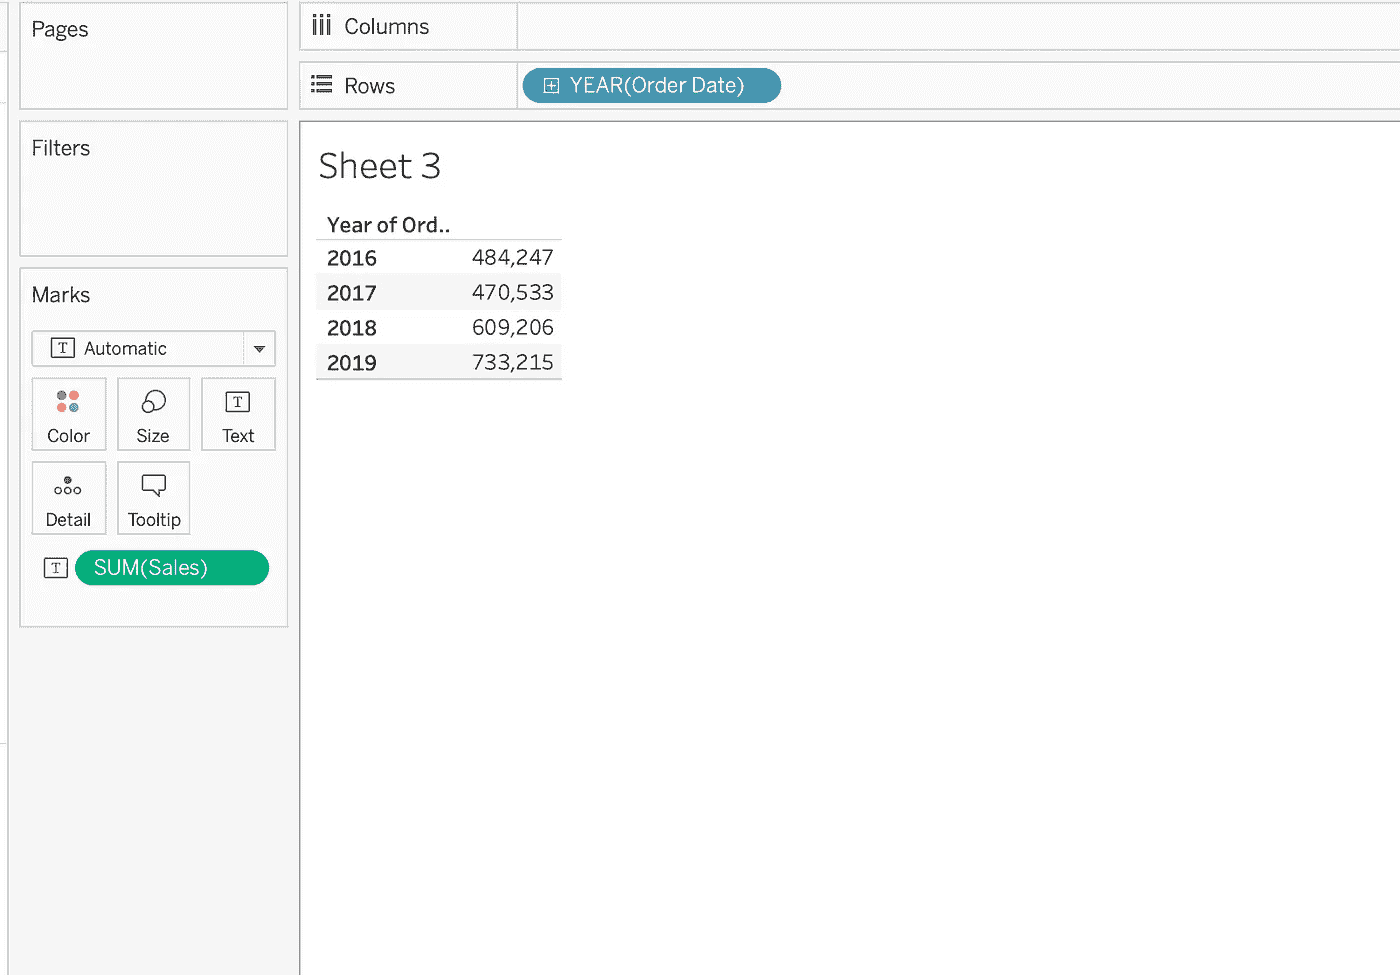 Pages
Columns
Rows
YEAR(Order Date)
Filters
Sheet 3
Year of Ord..
2016 484,247
2017 470,533
2018 609,206
2019 733,215
Marks
T Automatic
Color Size T Text
Detail Tooltip
T SUM(Sales)